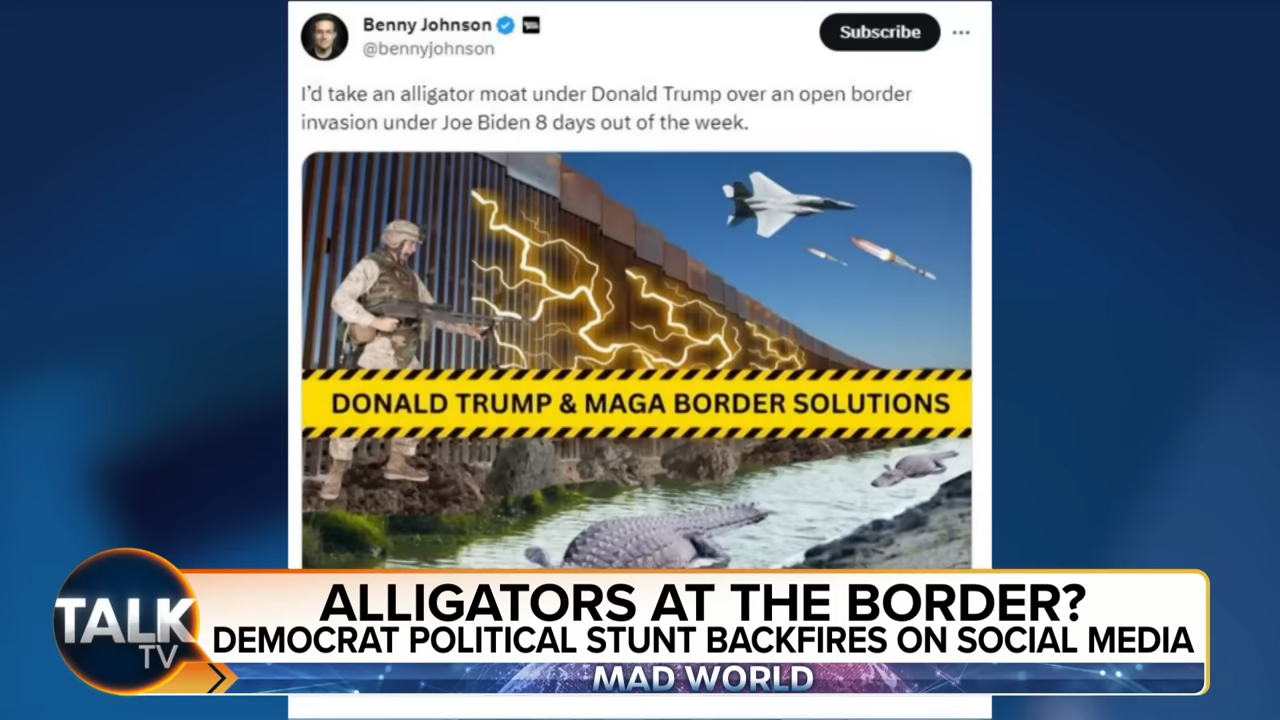 Benny Johnson
@bennyjohnson
Subscribe
I'd take an alligator moat under Donald Trump over an open border
invasion under Joe Biden 8 days out of the week.
DONALD TRUMP & MAGA BORDER SOLUTIONS
ALLIGATORS AT THE BORDER?
DEMOCRAT POLITICAL STUNT BACKFIRES ON SOCIAL MEDIA
TALK
TV
MAD WORLD